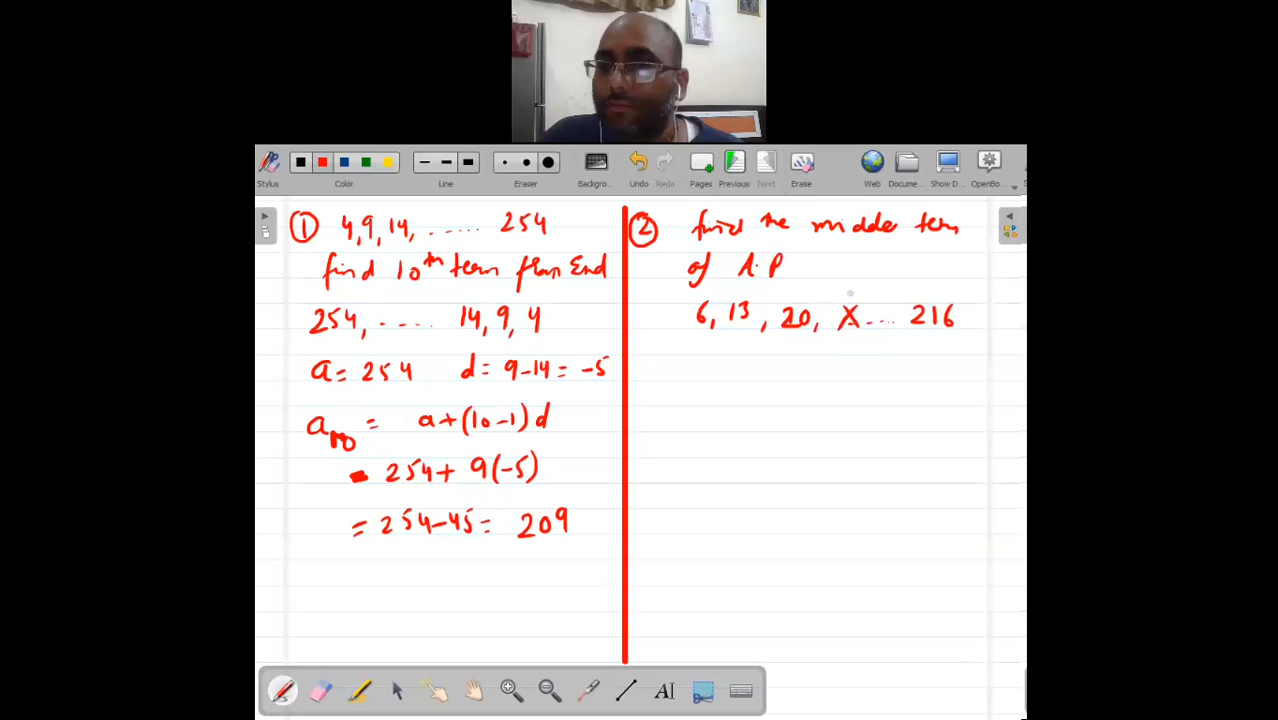 Stylus
Color
Line
Eraser
Backgro...
Undo
Redo
Pages
Previous
Next
Erase
Web
Docume...
Show D...
OpenBo...
① 4, 9, 14, ...... 254
find 10th term from End
254, ..... 14, 9, 4
a = 254 d = 9-14 = -5
a10 = a+(10-1)d
= 254+ 9(-5)
= 254-45 = 209
② find the middle term
of A.P
6, 13, 20, .... 216
AI